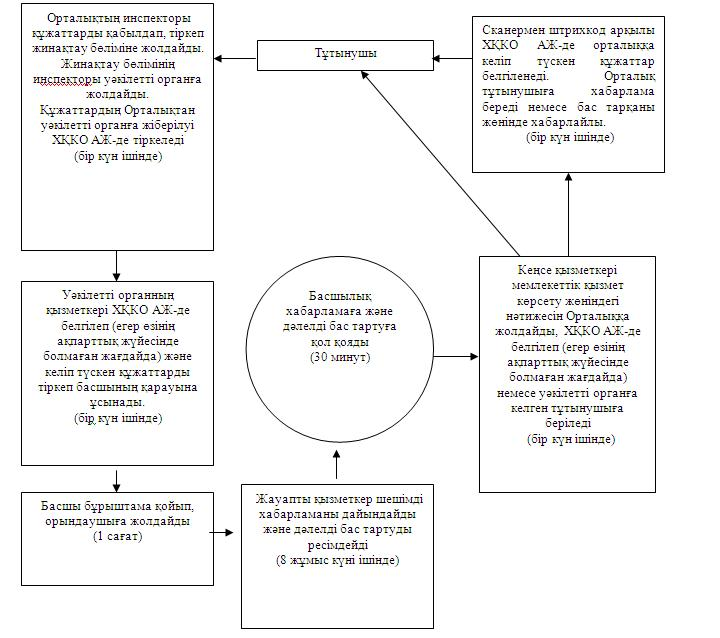 Тұтынушы
Орталықтың инспекторы
құжаттарды қабылдап, тіркеп
жинақтау бөліміне жолдайды.
Жинақтау бөлімінің
инспекторы уәкілетті органға
жолдайды.
Құжаттардың Орталықтан
уәкілетті органға жіберілуі
ХҚКО АЖ-де тіркеледі
(бір күн ішінде)
Уәкілетті органның
қызметкері ХҚКО АЖ-де
белгілеп (егер өзінің
ақпарттық жүйесінде
болмаған жағдайда) және
келіп түскен құжаттарды
тіркеп басшының қарауына
ұсынады.
(бір күн ішінде)
Басшы бұрыштама қойып,
орындаушыға жолдайды
(1 сағат)
Жауапты қызметкер шешімді
хабарламаны дайындайды
және дәлелді бас тартуды
ресімдейді
(8 жұмыс күні ішінде)
Басшылық
хабарламаға және
дәлелді бас тартуға
қол қояды
(30 минут)
Кеңсе қызметкері
мемлекеттік қызмет
көрсету жөніндегі
нәтижесін Орталыққа
жолдайды, ХҚКО АЖ-де
белгілеп (егер өзінің
ақпарттық жүйесінде
болмаған жағдайда)
немесе уәкілетті органға
келген тұтынушыға
беріледі
(бір күн ішінде)
Сканермен штрихкод арқылы
ХҚКО АЖ-де орталыққа
келіп түскен құжаттар
белгіленеді. Орталық
тұтынушыға хабарлама
береді немесе бас тарқаны
жөнінде хабарлайлы.
(бір күн ішінде)